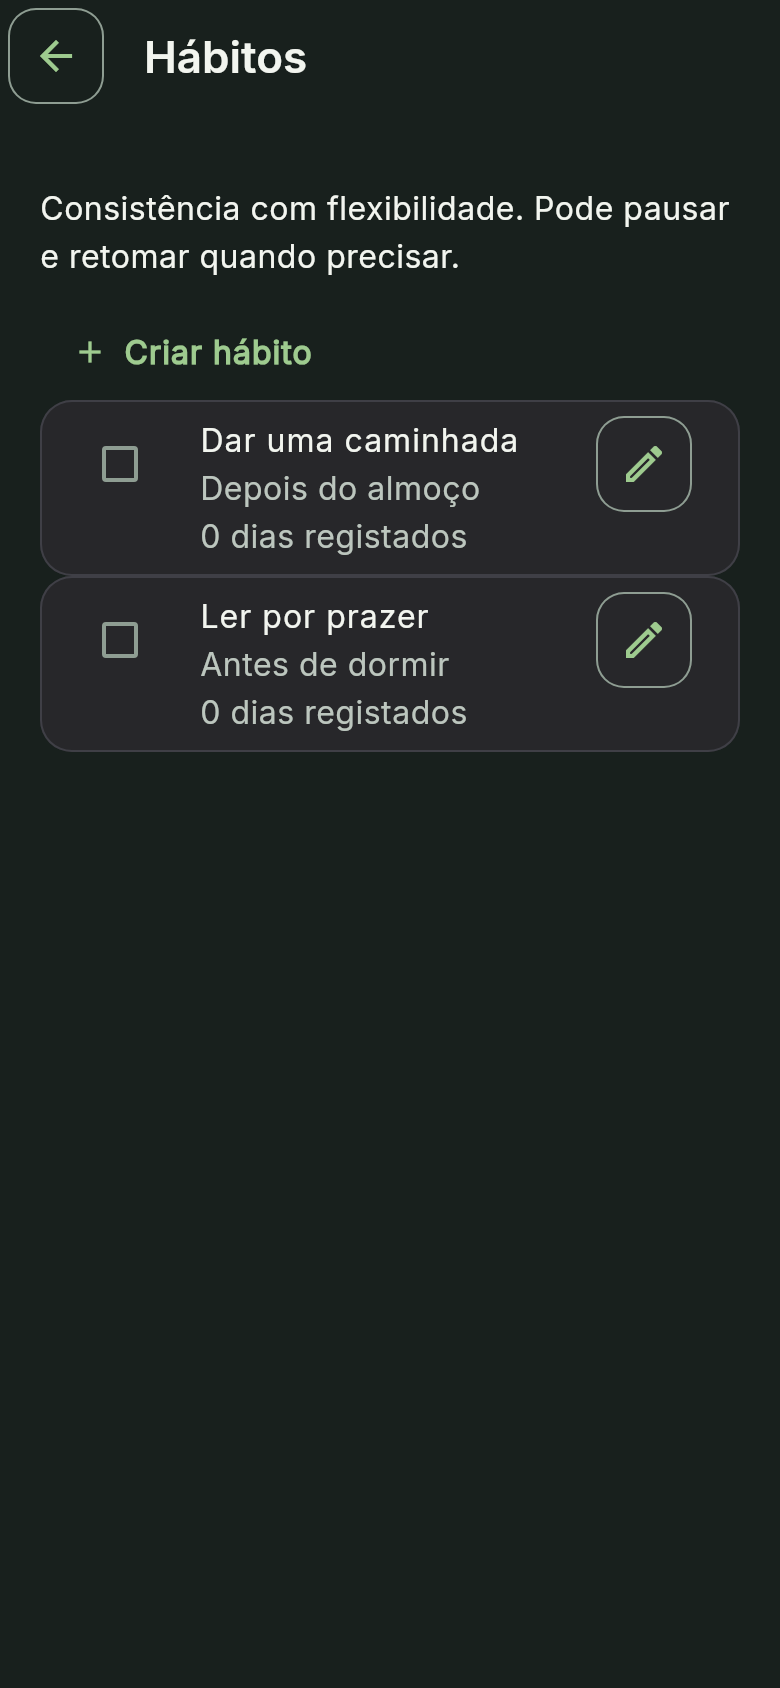 Hábitos
Consistência com flexibilidade. Pode pausar
e retomar quando precisar.
+ Criar hábito
Dar uma caminhada
Depois do almoço
0 dias registados
Ler por prazer
Antes de dormir
0 dias registados